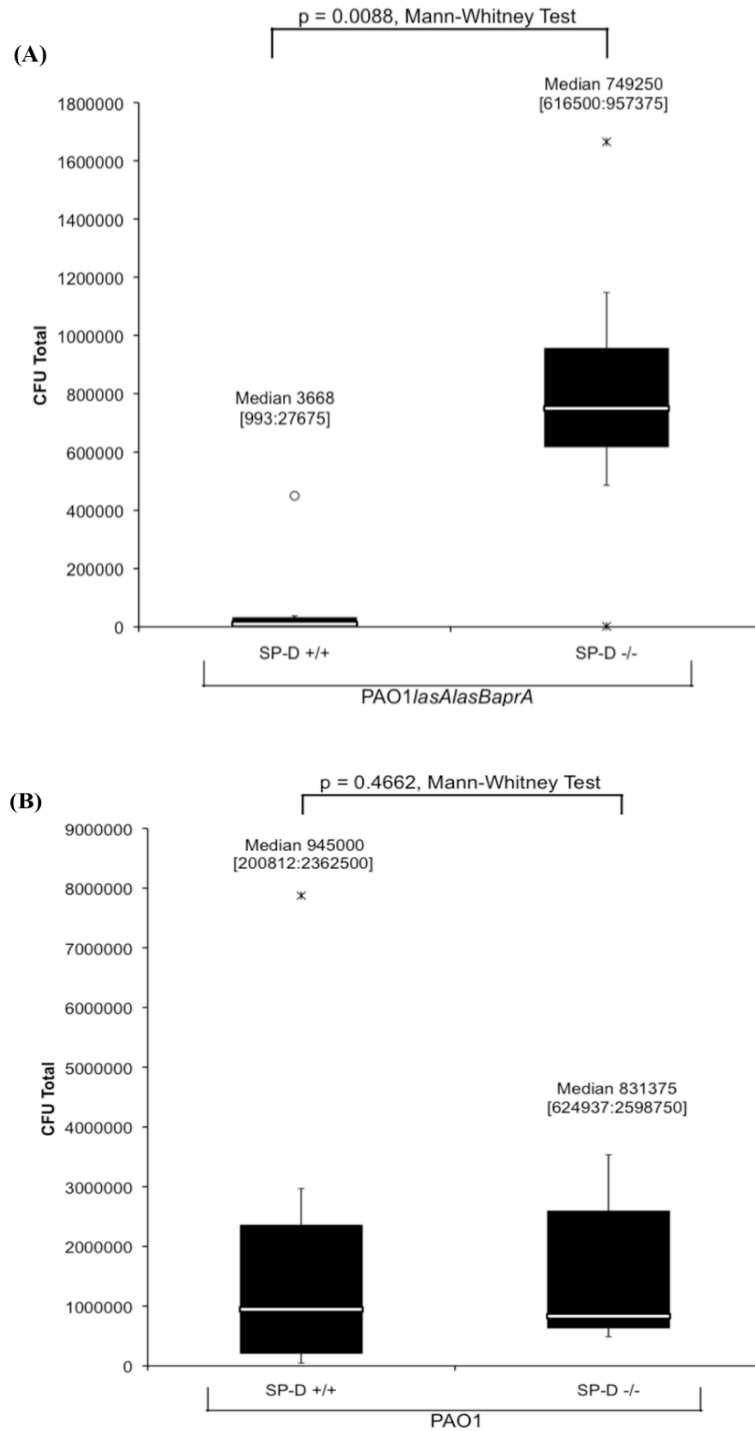 p = 0.0088, Mann-Whitney Test
(A)
Median 749250
[616500:957375]
1800000
1600000
1400000
1200000
1000000
800000
600000
400000
200000
0
CFU Total
Median 3668
[993:27675]
SP-D +/+
SP-D -/-
PAO1lasAlasBaprA
p = 0.4662, Mann-Whitney Test
(B)
Median 945000
[200812:2362500]
9000000
8000000
7000000
6000000
5000000
4000000
3000000
2000000
1000000
0
CFU Total
Median 831375
[624937:2598750]
SP-D +/+
SP-D -/-
PAO1